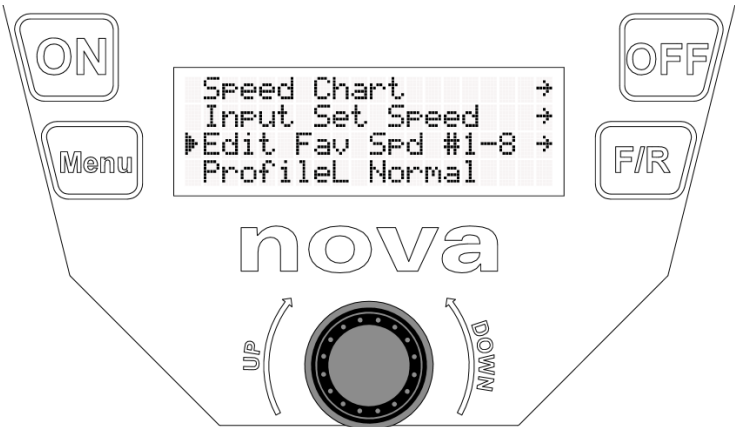 ON
OFF
Speed Chart →
Input Set Speed →
Edit Fav Spd #1-8 →
ProfileL Normal
Menu
F/R
nova
UP
DOWN